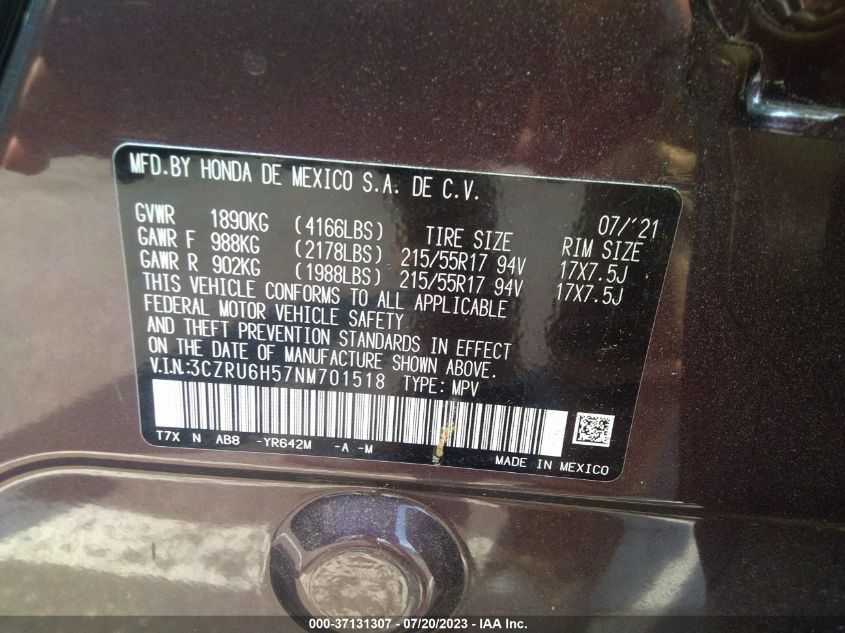 MFD.BY HONDA DE MEXICO S.A. DE C.V.
07/'21
GVWR 1890KG (4166LBS) TIRE SIZE RIM SIZE
GAWR F 988KG (2178LBS) 215/55R17 94V 17X7.5J
GAWR R 902KG (1988LBS) 215/55R17 94V 17X7.5J
THIS VEHICLE CONFORMS TO ALL APPLICABLE
FEDERAL MOTOR VEHICLE SAFETY
AND THEFT PREVENTION STANDARDS IN EFFECT
ON THE DATE OF MANUFACTURE SHOWN ABOVE.
V.I.N:3CZRU6H57NM701518 TYPE: MPV
T7X N AB8 -YR642M -A -M
MADE IN MEXICO
000-37131307 - 07/20/2023 - IAA Inc.